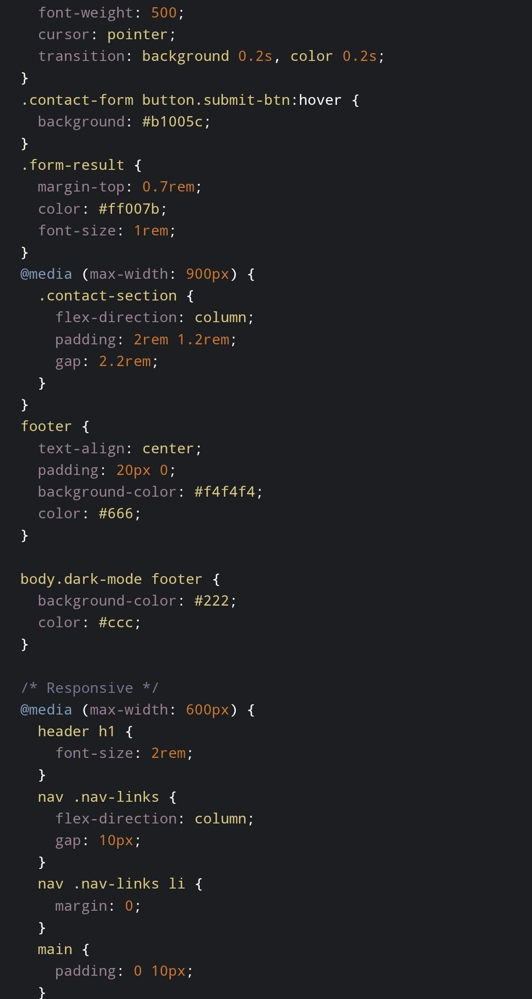 font-weight: 500;
cursor: pointer;
transition: background 0.2s, color 0.2s;
}
.contact-form button.submit-btn:hover {
background: #b1005c;
}
.form-result {
margin-top: 0.7rem;
color: #ff007b;
font-size: 1rem;
}
@media (max-width: 900px) {
.contact-section {
flex-direction: column;
padding: 2rem 1.2rem;
gap: 2.2rem;
}
}
footer {
text-align: center;
padding: 20px 0;
background-color: #f4f4f4;
color: #666;
}
body.dark-mode footer {
background-color: #222;
color: #ccc;
}
/* Responsive */
@media (max-width: 600px) {
header h1 {
font-size: 2rem;
}
nav .nav-links {
flex-direction: column;
gap: 10px;
}
nav .nav-links li {
margin: 0;
}
main {
padding: 0 10px;
}